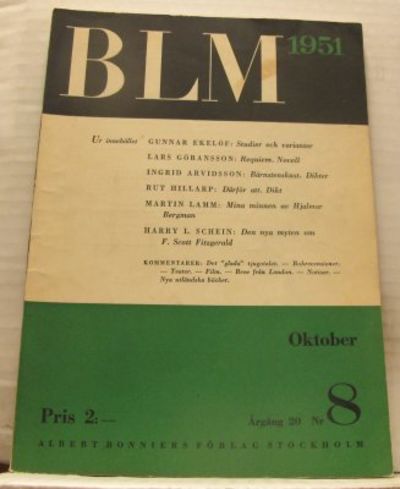 BLM 1951
Ur innehållet GUNNAR EKELÖF: Studier och varianter
LARS GÖRANSSON: Requiem. Novell
INGRID ARVIDSSON: Bärnstenskust. Dikter
RUT HILLARP: Därför att. Dikt
MARTIN LAMM: Mina minnen av Hjalmar
Bergman
HARRY L SCHEIN: Den nya myten om
F. Scott Fitzgerald
KOMMENTARER: Det "glada" tjugotalet. — Bokrecensioner.
— Teater. — Film. — Brev från London. — Notiser. —
Nya utländska böcker.
Oktober
Pris 2:— Årgång 20 Nr 8
ALBERT BONNIERS FÖRLAG STOCKHOLM